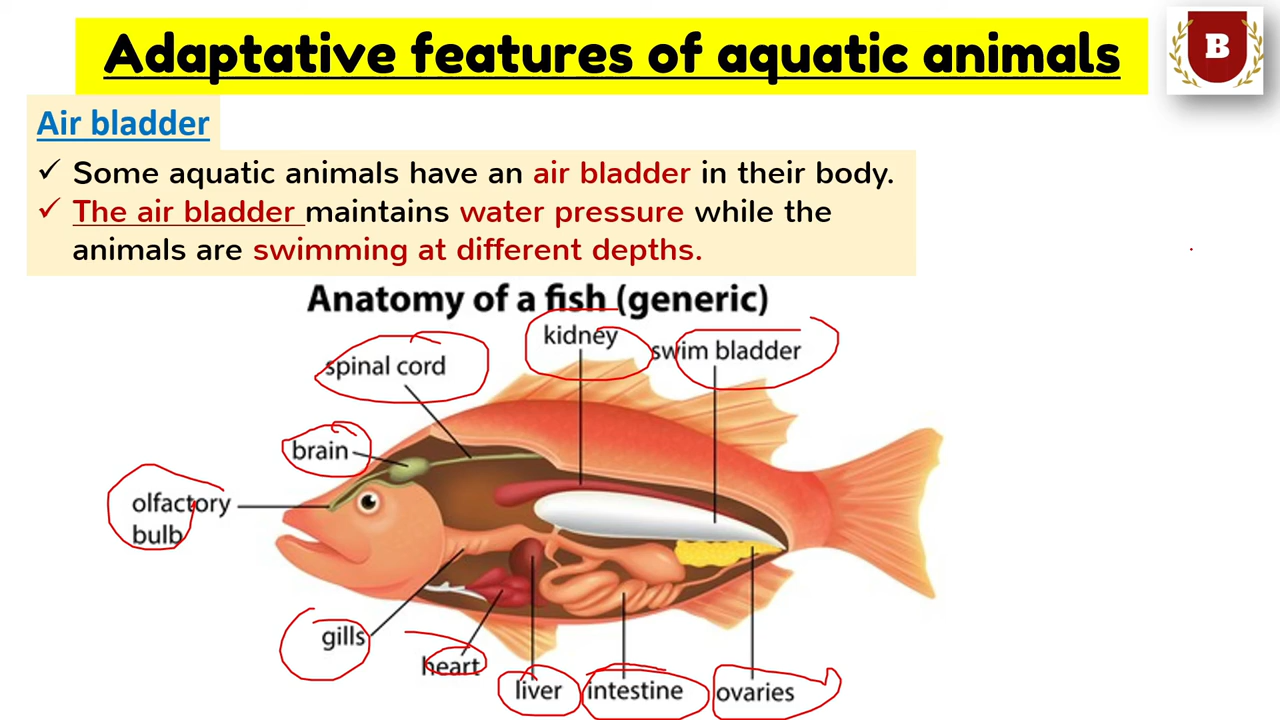 Adaptative features of aquatic animals
B
Air bladder
✓ Some aquatic animals have an air bladder in their body.
✓ The air bladder maintains water pressure while the
animals are swimming at different depths.
Anatomy of a fish (generic)
kidney
swim bladder
spinal cord
brain
olfactory
bulb
gills
heart
liver
intestine
ovaries